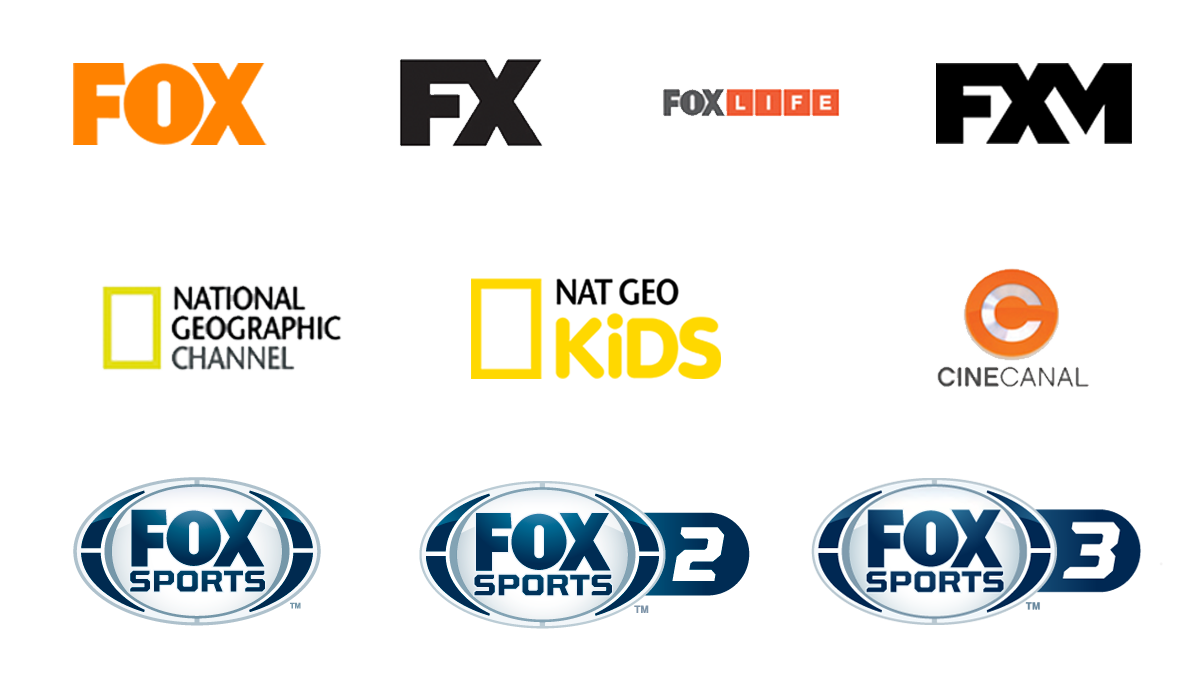 FOX
FX
FOX LIFE
FXM
NATIONAL
GEOGRAPHIC
CHANNEL
NAT GEO
KiDS
C
CINECANAL
FOX
SPORTS
TM
FOX 2
SPORTS
TM
FOX 3
SPORTS
TM